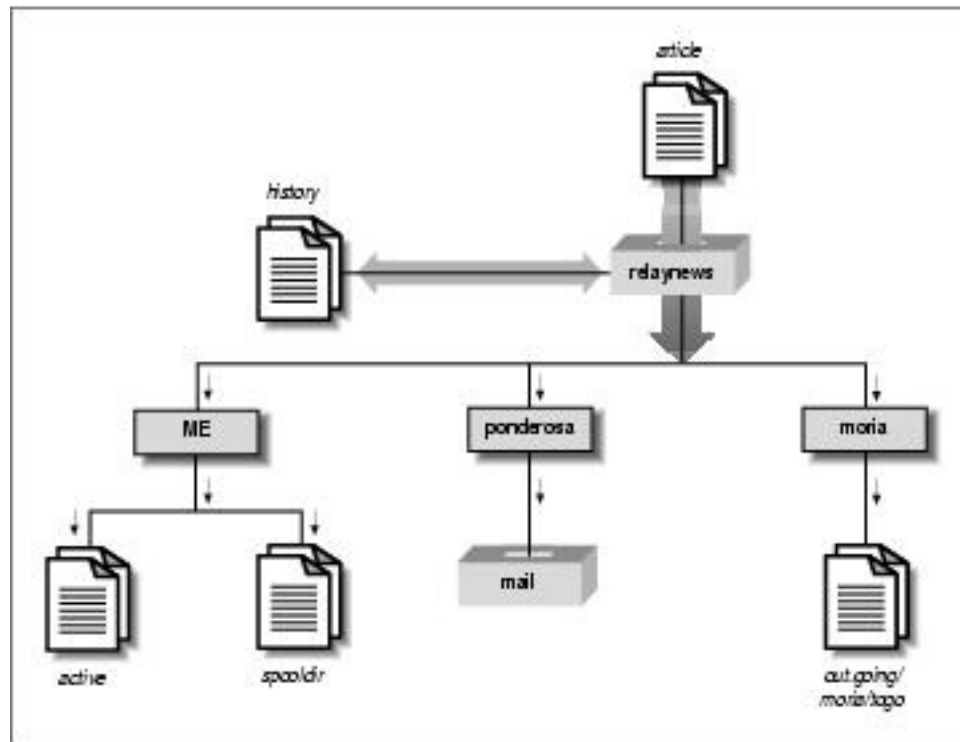 article
history
relaynews
ME
ponderosa
moria
mail
active
spooldir
out.going/
moria/togo